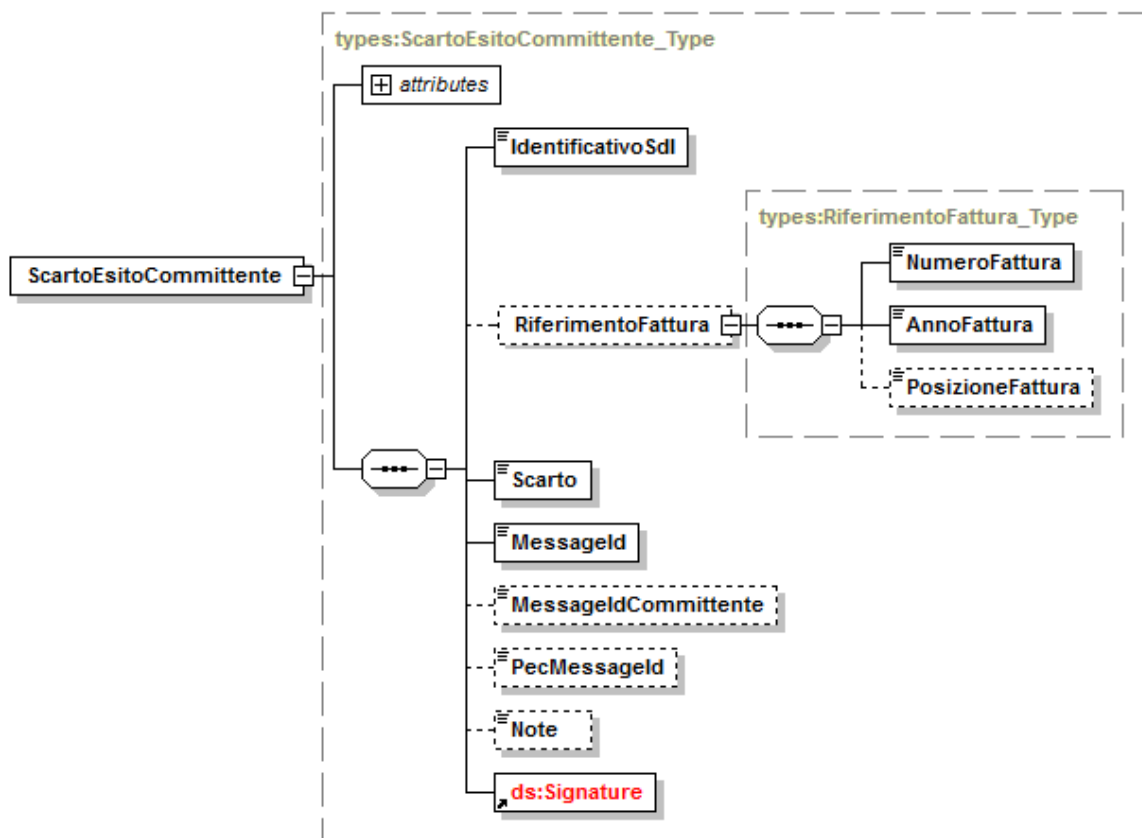 types:ScartoEsitoCommittente_Type
attributes
IdentificativoSdI
types:RiferimentoFattura_Type
NumeroFattura
ScartoEsitoCommittente
RiferimentoFattura
AnnoFattura
PosizioneFattura
Scarto
MessageId
MessageIdCommittente
PecMessageId
Note
ds:Signature